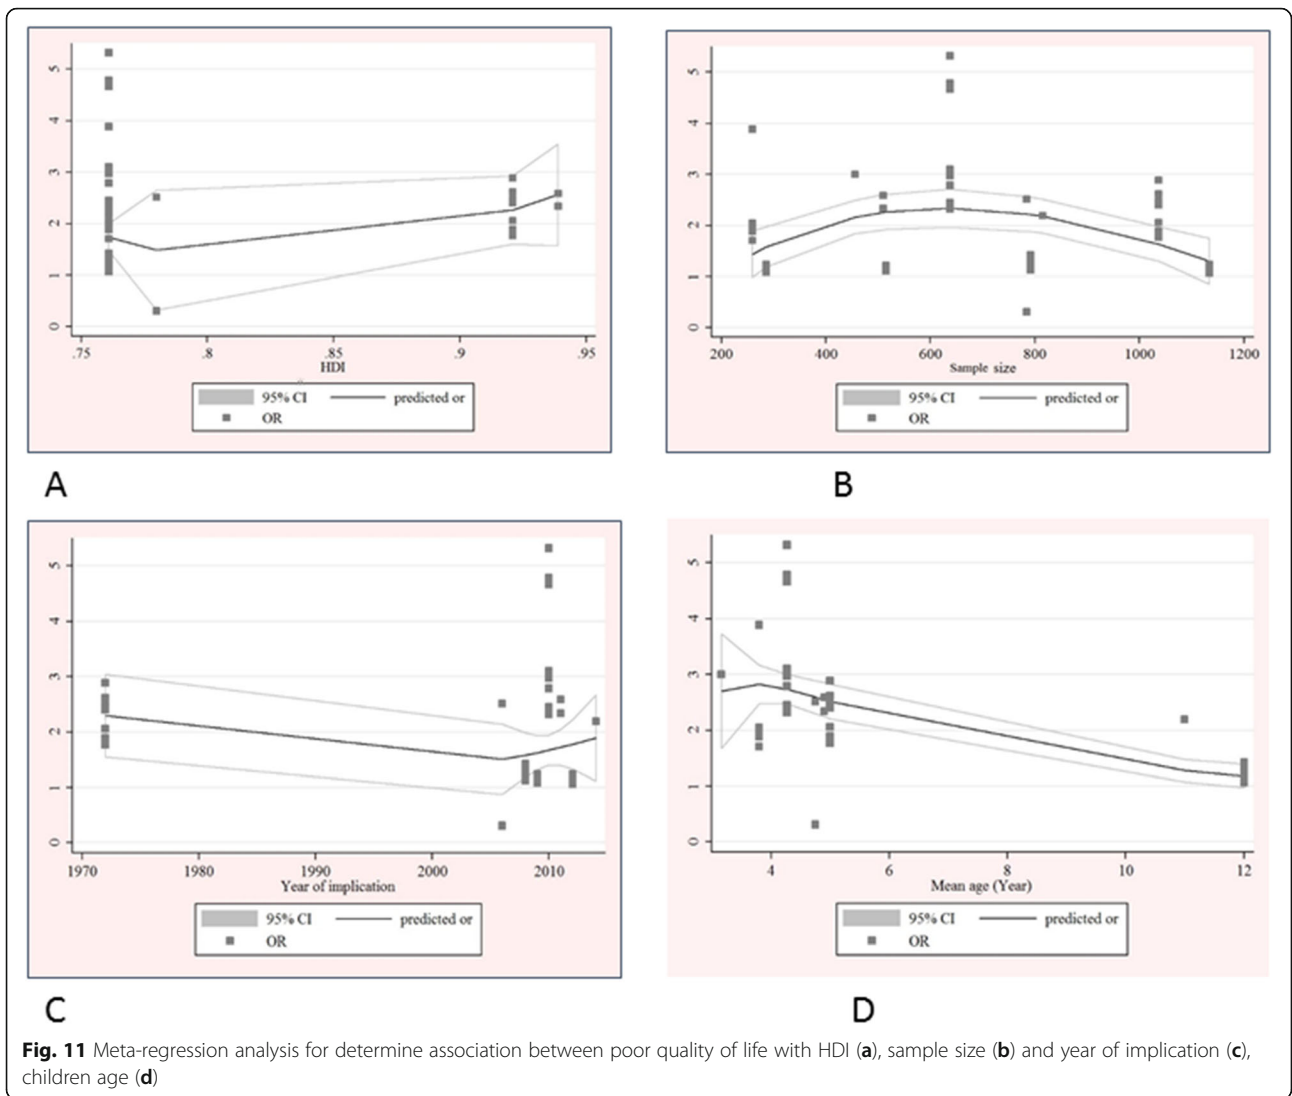 5
4
3
2
1
0
.75 .8 .85 .9 .95
HDI
95% CI predicted or
OR
A
5
4
3
2
1
0
200 400 600 800 1000 1200
Sample size
95% CI predicted or
OR
B
5
4
3
2
1
0
1970 1980 1990 2000 2010
Year of implication
95% CI predicted or
OR
C
5
4
3
2
1
0
4 6 8 10 12
Mean age (Year)
95% CI predicted or
OR
D
Fig. 11 Meta-regression analysis for determine association between poor quality of life with HDI (a), sample size (b) and year of implication (c),
children age (d)